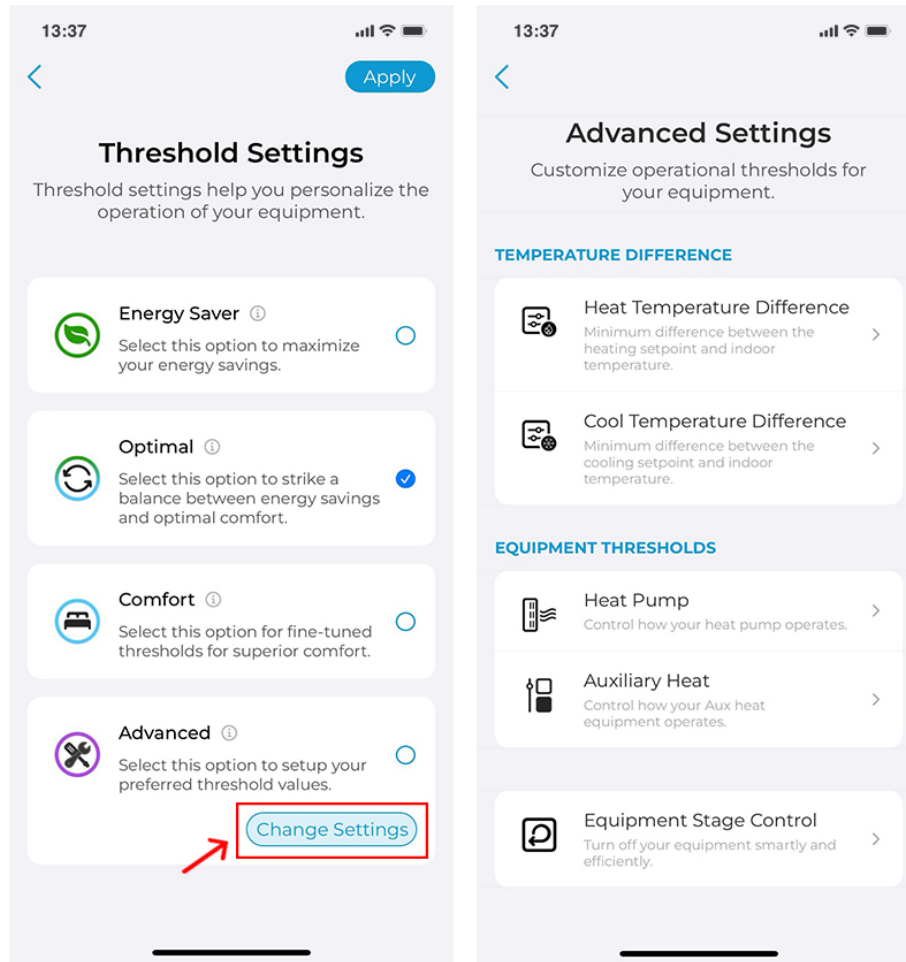 13:37
Apply
Threshold Settings
Threshold settings help you personalize the
operation of your equipment.
Energy Saver
Select this option to maximize
your energy savings.
Optimal
Select this option to strike a
balance between energy savings
and optimal comfort.
Comfort
Select this option for fine-tuned
thresholds for superior comfort.
Advanced
Select this option to setup your
preferred threshold values.
Change Settings
13:37
Advanced Settings
Customize operational thresholds for
your equipment.
TEMPERATURE DIFFERENCE
Heat Temperature Difference
Minimum difference between the
heating setpoint and indoor
temperature.
Cool Temperature Difference
Minimum difference between the
cooling setpoint and indoor
temperature.
EQUIPMENT THRESHOLDS
Heat Pump
Control how your heat pump operates.
Auxiliary Heat
Control how your Aux heat
equipment operates.
Equipment Stage Control
Turn off your equipment smartly and
efficiently.